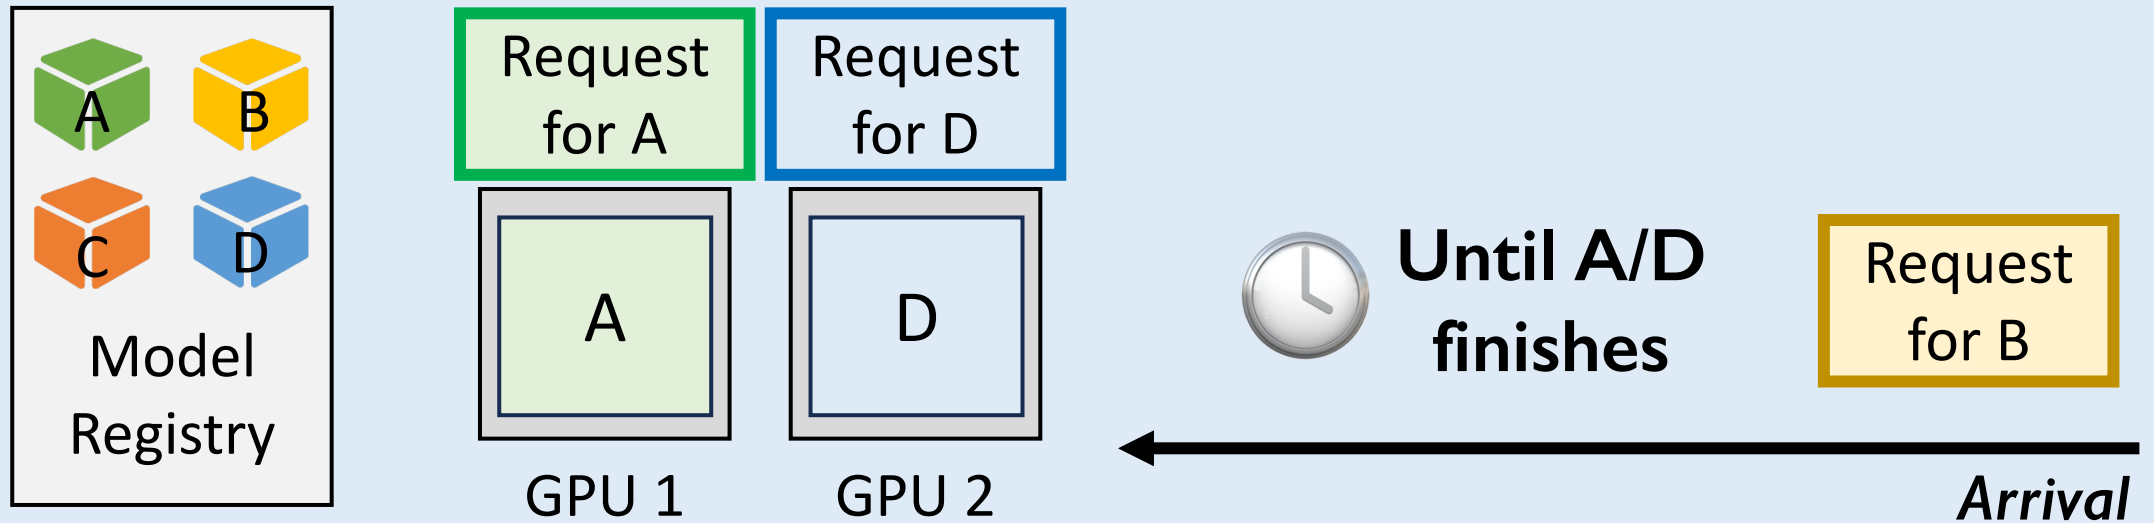 A
B
C
D
Model
Registry
Request
for A
Request
for D
A
D
GPU 1
GPU 2
Until A/D
finishes
Request
for B
Arrival